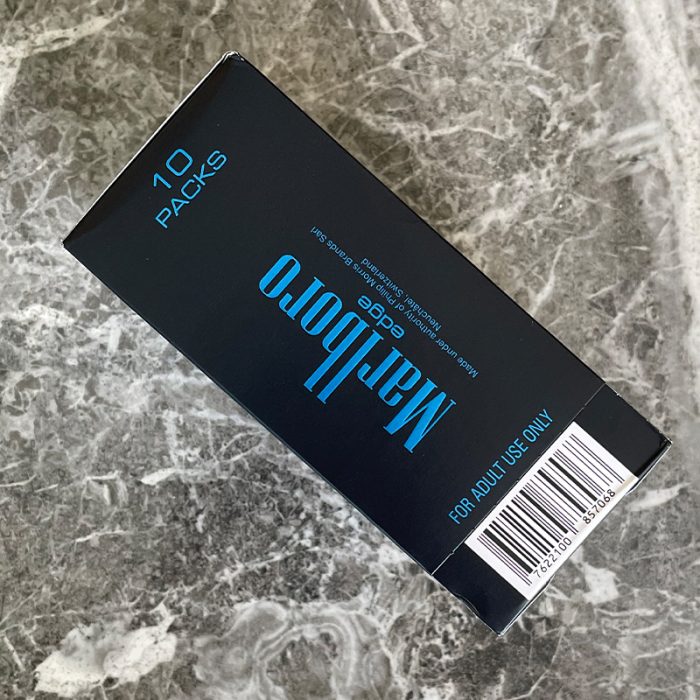 10
PACKS
Marlboro
edge
Made under authority of Philip Morris Brands Sarl
Neuchâtel, Switzerland
FOR ADULT USE ONLY
7622100 857068